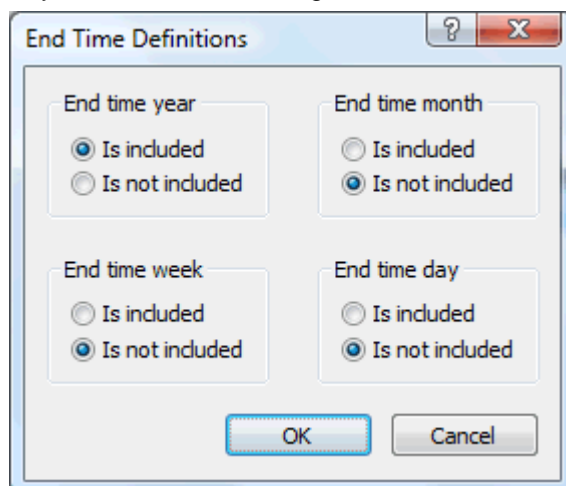 End Time Definitions
?
X
End time year
Is included
Is not included
End time month
Is included
Is not included
End time week
Is included
Is not included
End time day
Is included
Is not included
OK
Cancel